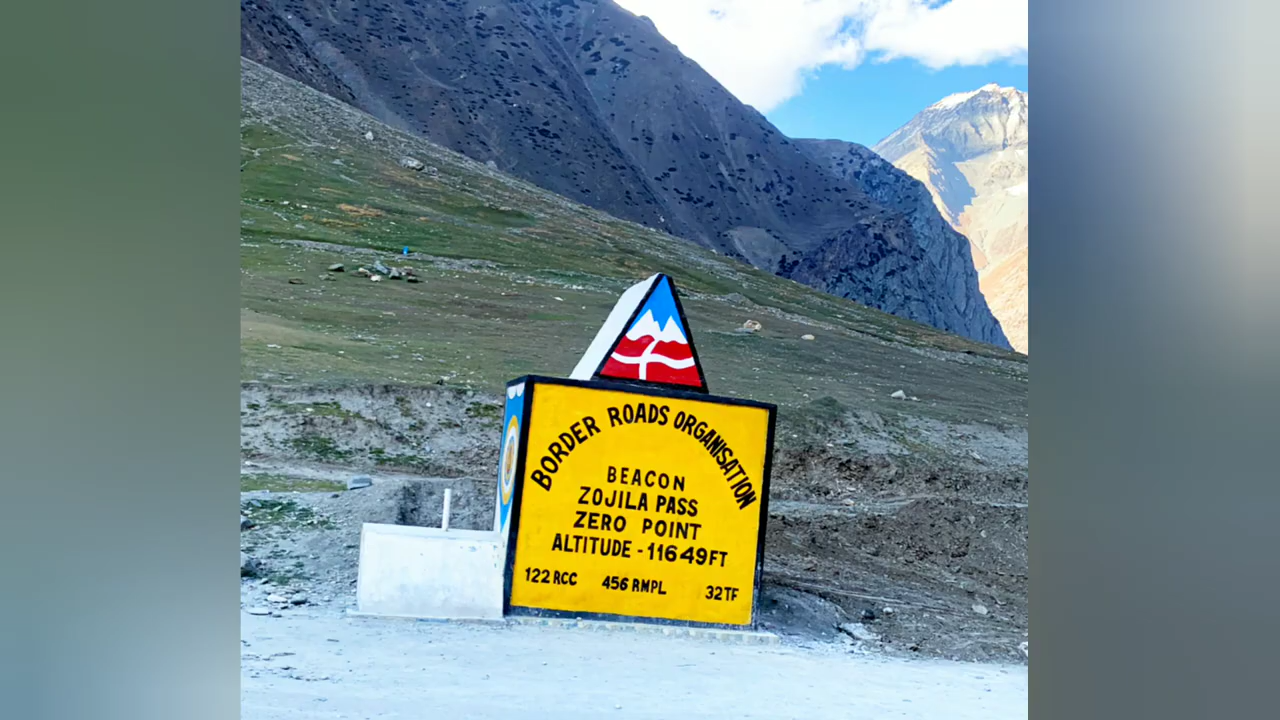 BORDER ROADS ORGANISATION
BEACON
ZOJILA PASS
ZERO POINT
ALTITUDE - 11649FT
122 RCC 456 RMPL 32TF